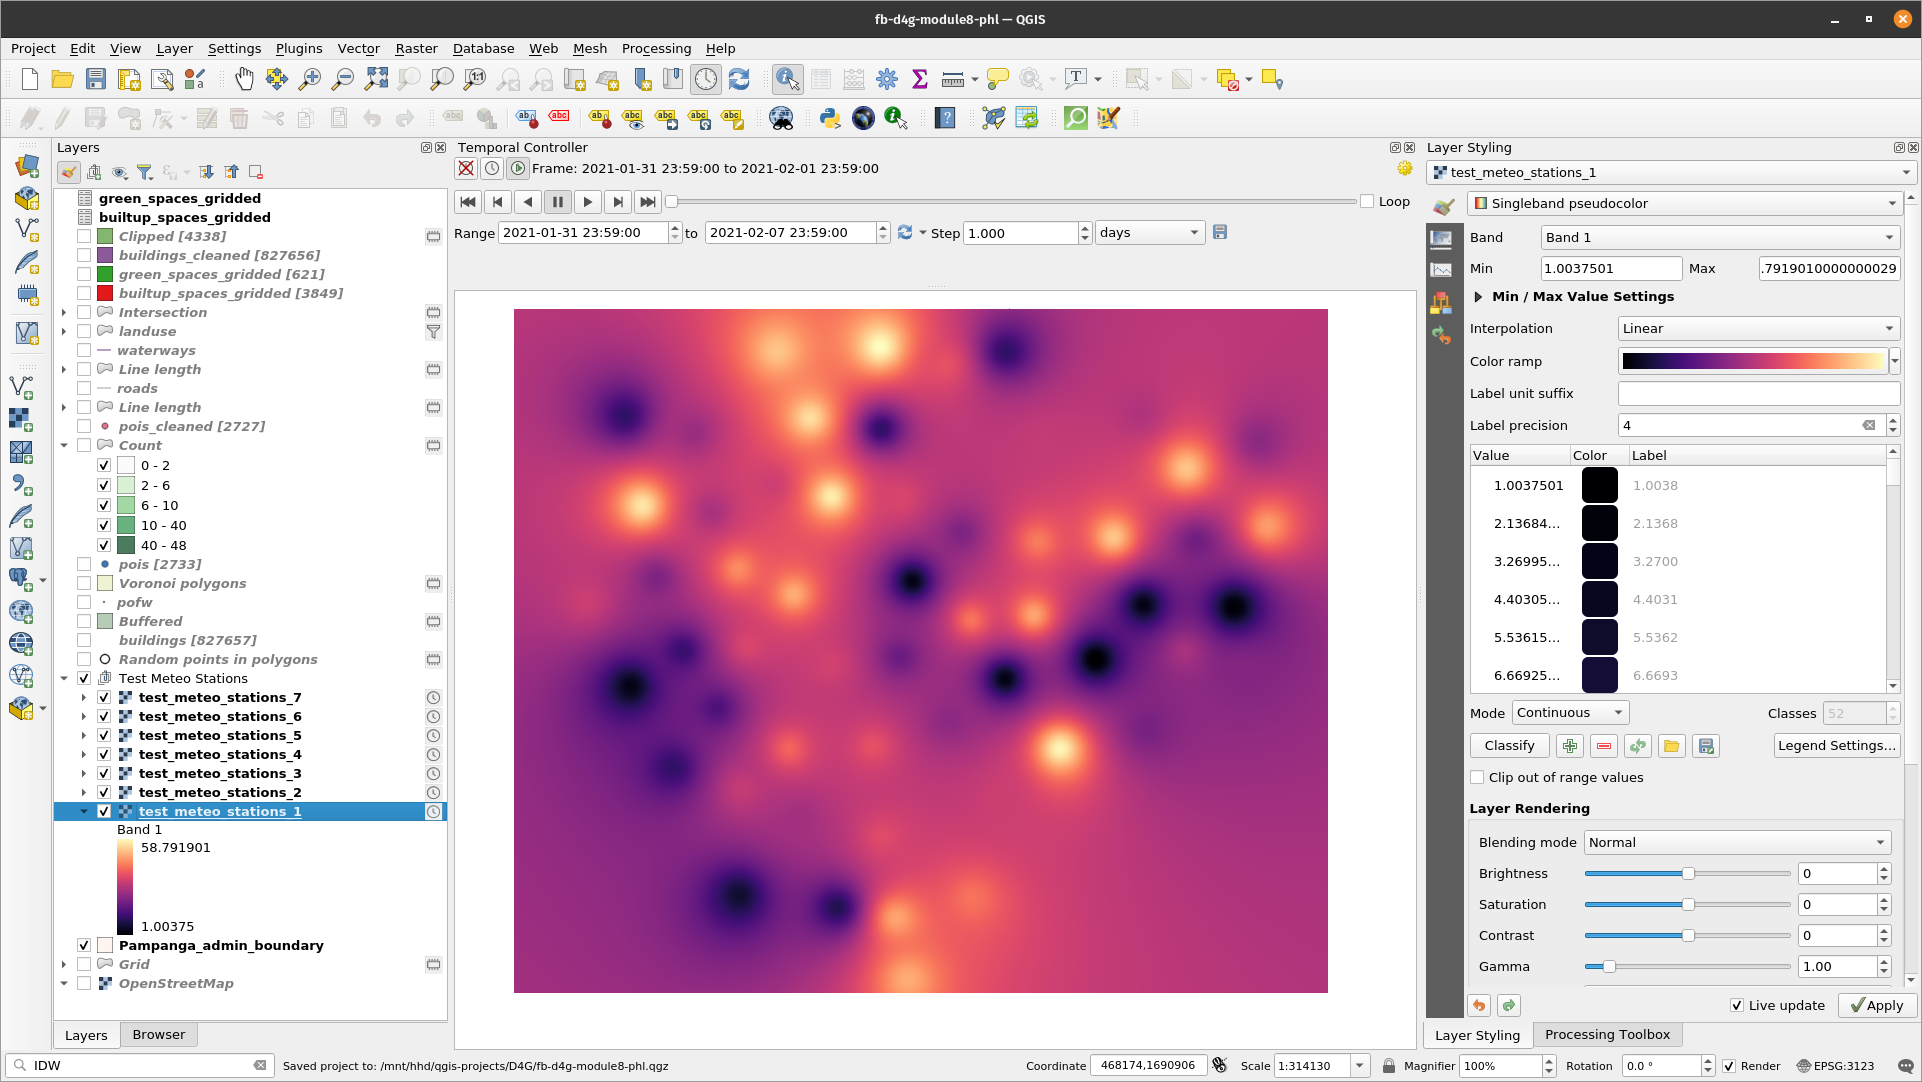 fb-d4g-module8-phl — QGIS
Project Edit View Layer Settings Plugins Vector Raster Database Web Mesh Processing Help
Layers
green_spaces_gridded
builtup_spaces_gridded
Clipped [4338]
buildings_cleaned [827656]
green_spaces_gridded [621]
builtup_spaces_gridded [3849]
Intersection
landuse
waterways
Line length
roads
Line length
pois_cleaned [2727]
Count
0 - 2
2 - 6
6 - 10
10 - 40
40 - 48
pois [2733]
Voronoi polygons
pofw
Buffered
buildings [827657]
Random points in polygons
Test Meteo Stations
test_meteo_stations_7
test_meteo_stations_6
test_meteo_stations_5
test_meteo_stations_4
test_meteo_stations_3
test_meteo_stations_2
test_meteo_stations_1
Band 1
58.791901
1.00375
Pampanga_admin_boundary
Grid
OpenStreetMap
Layers Browser
Temporal Controller
Frame: 2021-01-31 23:59:00 to 2021-02-01 23:59:00
Loop
Range 2021-01-31 23:59:00 to 2021-02-07 23:59:00 Step 1.000 days
Layer Styling
test_meteo_stations_1
Singleband pseudocolor
Band Band 1
Min 1.0037501 Max .7919010000000029
Min / Max Value Settings
Interpolation Linear
Color ramp
Label unit suffix
Label precision 4
Value Color Label
1.0037501 1.0038
2.13684... 2.1368
3.26995... 3.2700
4.40305... 4.4031
5.53615... 5.5362
6.66925... 6.6693
Mode Continuous Classes 52
Classify Legend Settings...
Clip out of range values
Layer Rendering
Blending mode Normal
Brightness 0
Saturation 0
Contrast 0
Gamma 1.00
Live update Apply
Layer Styling Processing Toolbox
IDW Saved project to: /mnt/hhd/qgis-projects/D4G/fb-d4g-module8-phl.qgz Coordinate 468174,1690906 Scale 1:314130 Magnifier 100% Rotation 0.0 ° Render EPSG:3123